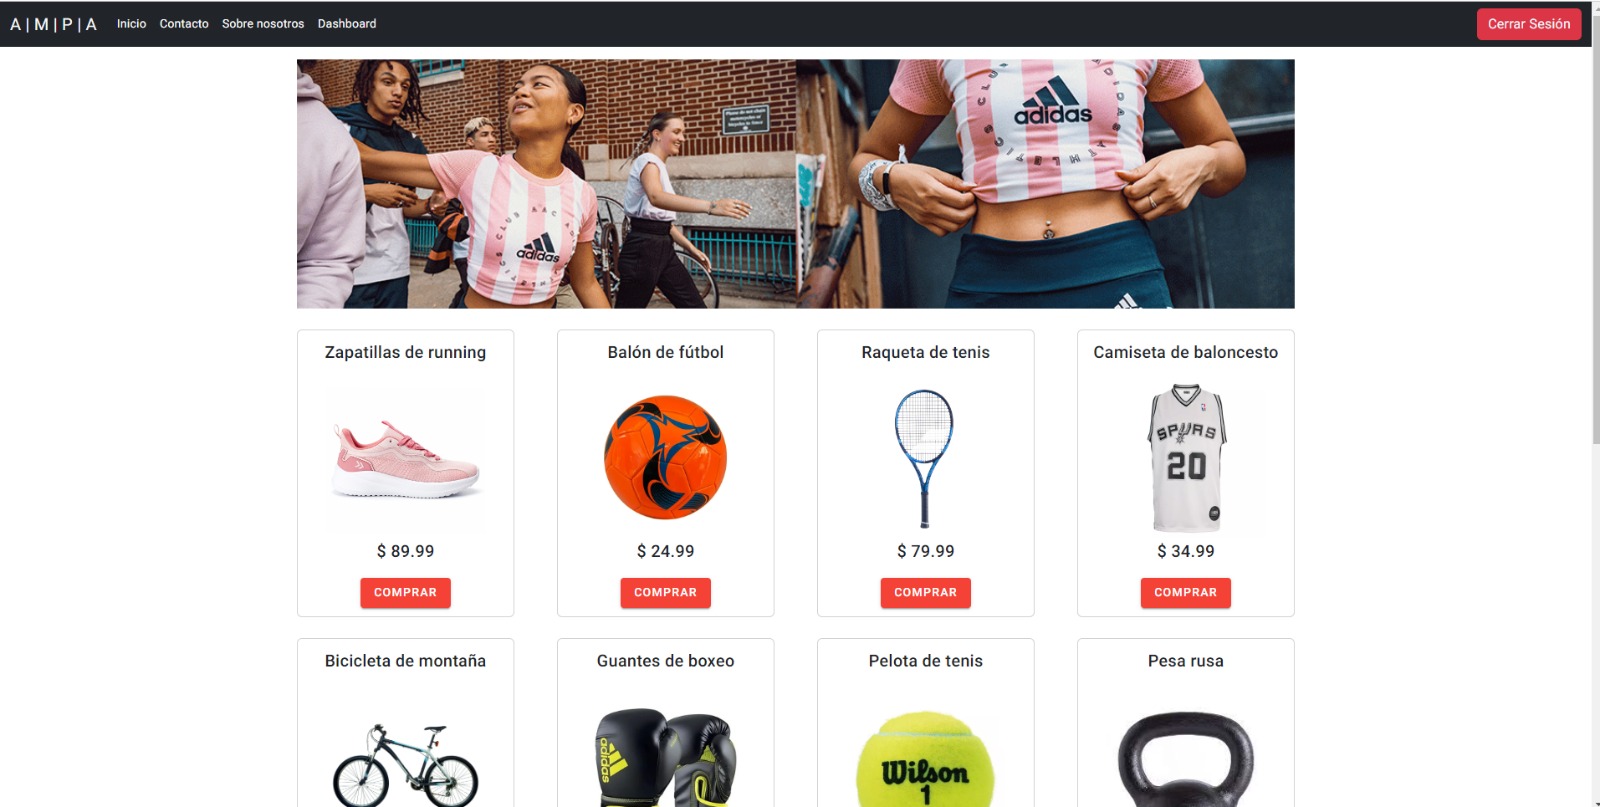 A | M | P | A Inicio Contacto Sobre nosotros Dashboard Cerrar Sesión
adidas
adidas
Zapatillas de running
Balón de fútbol
Raqueta de tenis
Camiseta de baloncesto
SPURS
20
$ 89.99
$ 24.99
$ 79.99
$ 34.99
COMPRAR
COMPRAR
COMPRAR
COMPRAR
Bicicleta de montaña
Guantes de boxeo
Pelota de tenis
Pesa rusa
adidas
Wilson
1